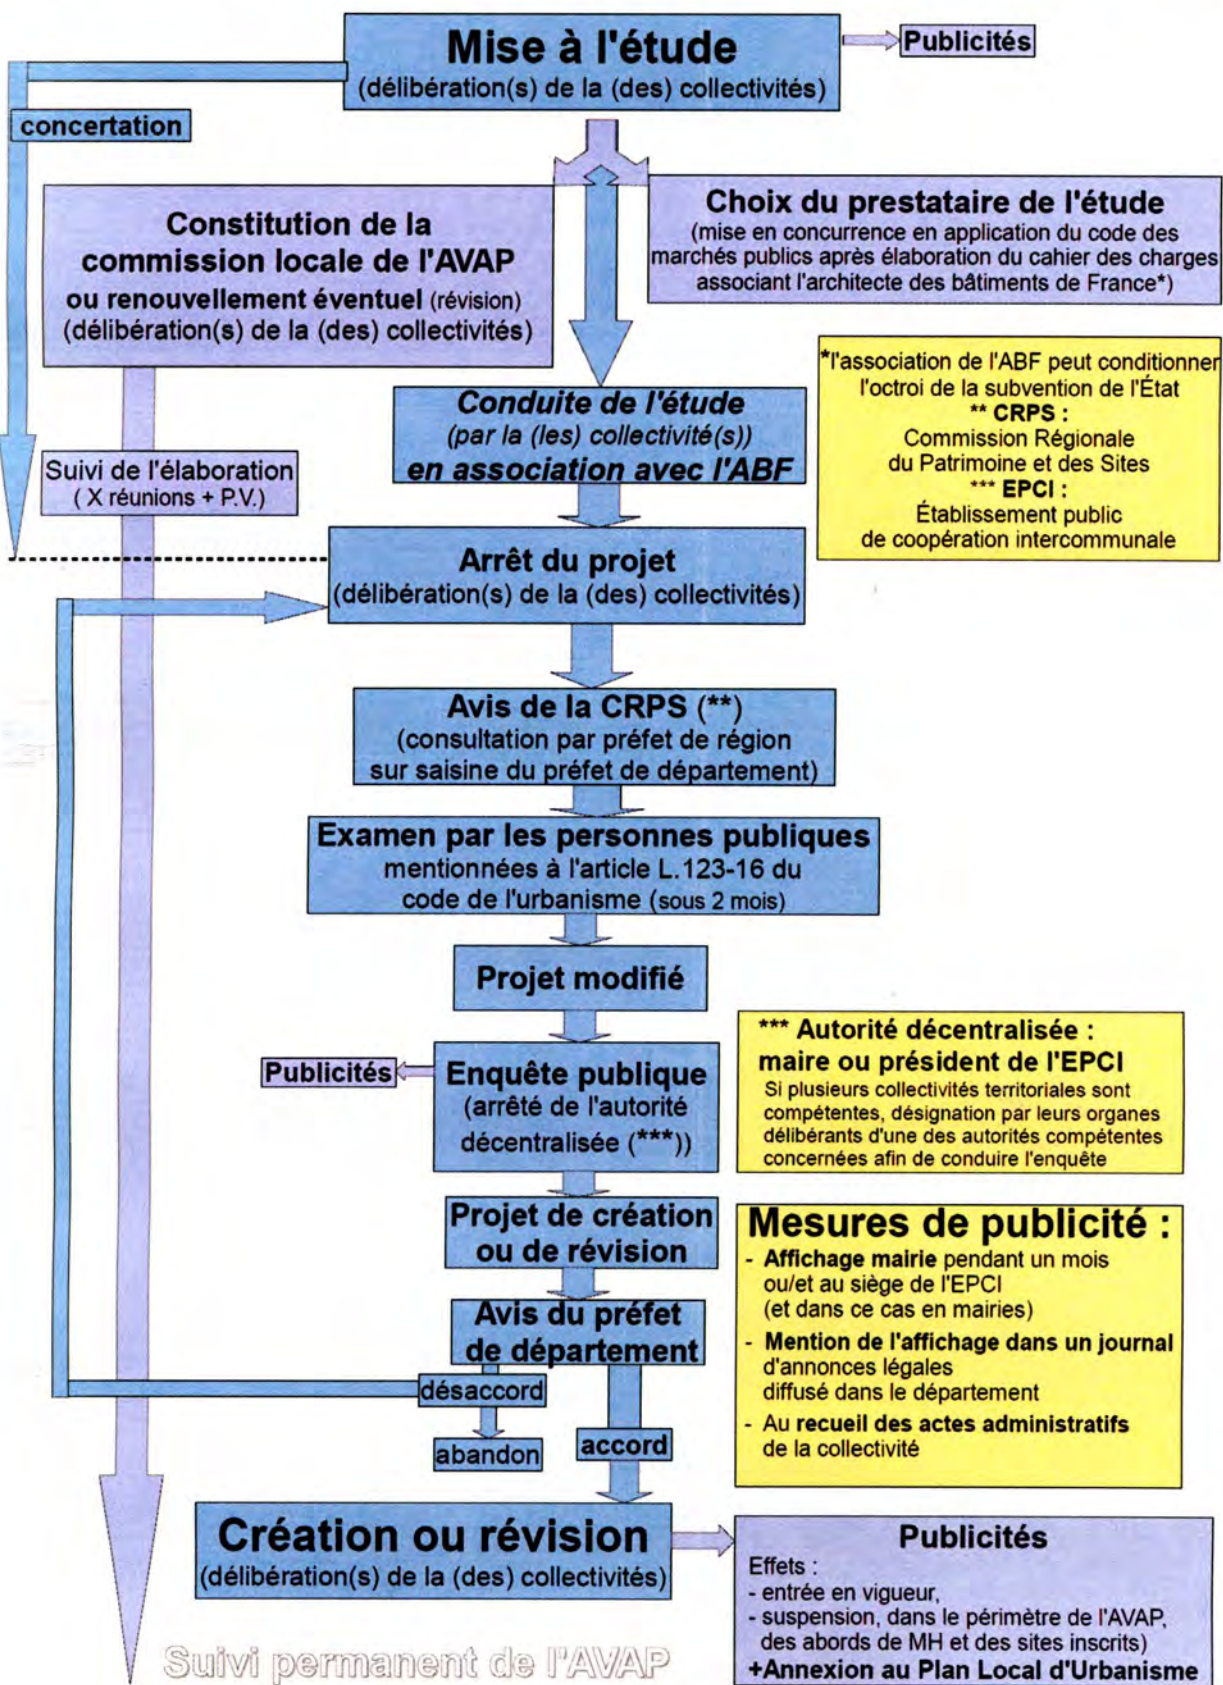 Mise à l'étude
(délibération(s) de la (des) collectivités)
Publicités
concertation
Constitution de la
commission locale de l'AVAP
ou renouvellement éventuel (révision)
(délibération(s) de la (des) collectivités)
Choix du prestataire de l'étude
(mise en concurrence en application du code des
marchés publics après élaboration du cahier des charges
associant l'architecte des bâtiments de France*)
*l'association de l'ABF peut conditionner
l'octroi de la subvention de l'État
** CRPS :
Commission Régionale
du Patrimoine et des Sites
*** EPCI :
Établissement public
de coopération intercommunale
Conduite de l'étude
(par la (les) collectivité(s))
en association avec l'ABF
Suivi de l'élaboration
( X réunions + P.V.)
Arrêt du projet
(délibération(s) de la (des) collectivités)
Avis de la CRPS (**)
(consultation par préfet de région
sur saisine du préfet de département)
Examen par les personnes publiques
mentionnées à l'article L.123-16 du
code de l'urbanisme (sous 2 mois)
Projet modifié
Publicités
Enquête publique
(arrêté de l'autorité
décentralisée (***))
*** Autorité décentralisée :
maire ou président de l'EPCI
Si plusieurs collectivités territoriales sont
compétentes, désignation par leurs organes
délibérants d'une des autorités compétentes
concernées afin de conduire l'enquête
Projet de création
ou de révision
Avis du préfet
de département
désaccord
abandon
accord
Mesures de publicité :
- Affichage mairie pendant un mois
ou/et au siège de l'EPCI
(et dans ce cas en mairies)
- Mention de l'affichage dans un journal
d'annonces légales
diffusé dans le département
- Au recueil des actes administratifs
de la collectivité
Création ou révision
(délibération(s) de la (des) collectivités)
Publicités
Effets :
- entrée en vigueur,
- suspension, dans le périmètre de l'AVAP,
des abords de MH et des sites inscrits)
+Annexion au Plan Local d'Urbanisme
Suivi permanent de l'AVAP